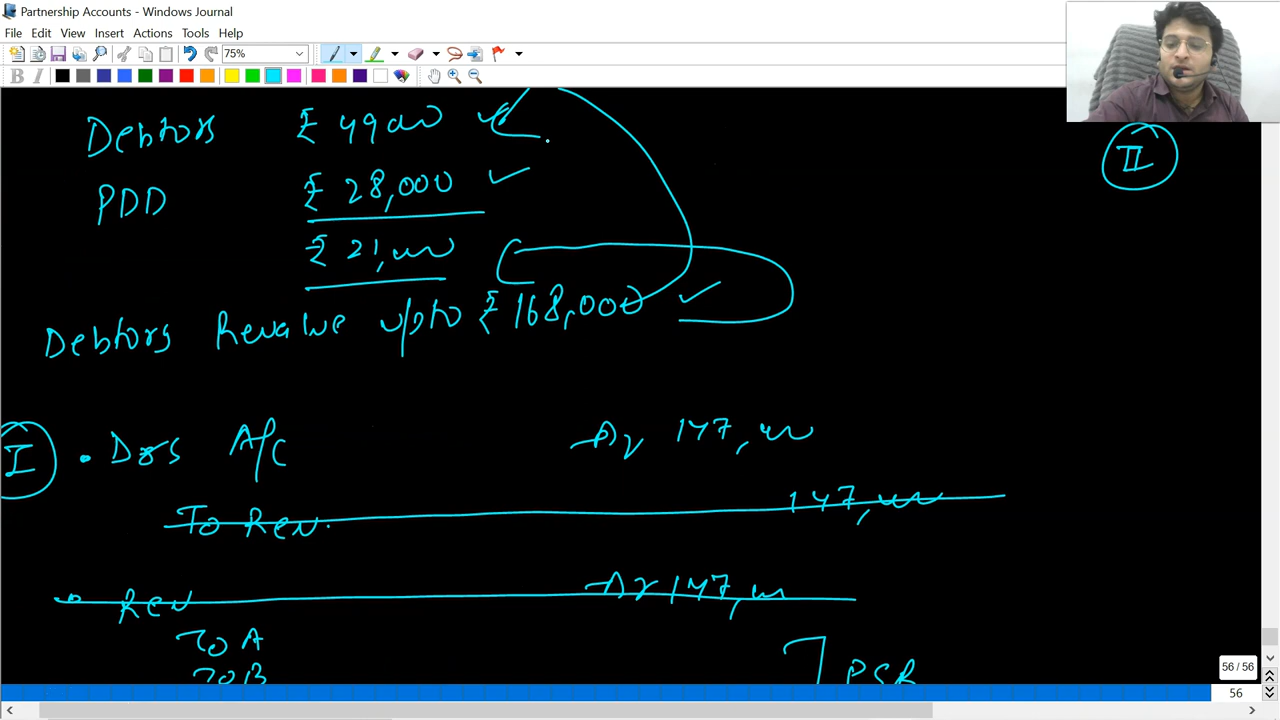 Partnership Accounts - Windows Journal
File Edit View Insert Actions Tools Help
75%
B I
Debtors ₹ 49000
II
PDD ₹ 28,000
₹ 21,000
Debtors Revalue upto ₹ 168,000
I
• Drs A/C Dr 147,000
To Rev. 147,000
• Rev Dr 147,000
To A
To B
PSR
56 / 56
56